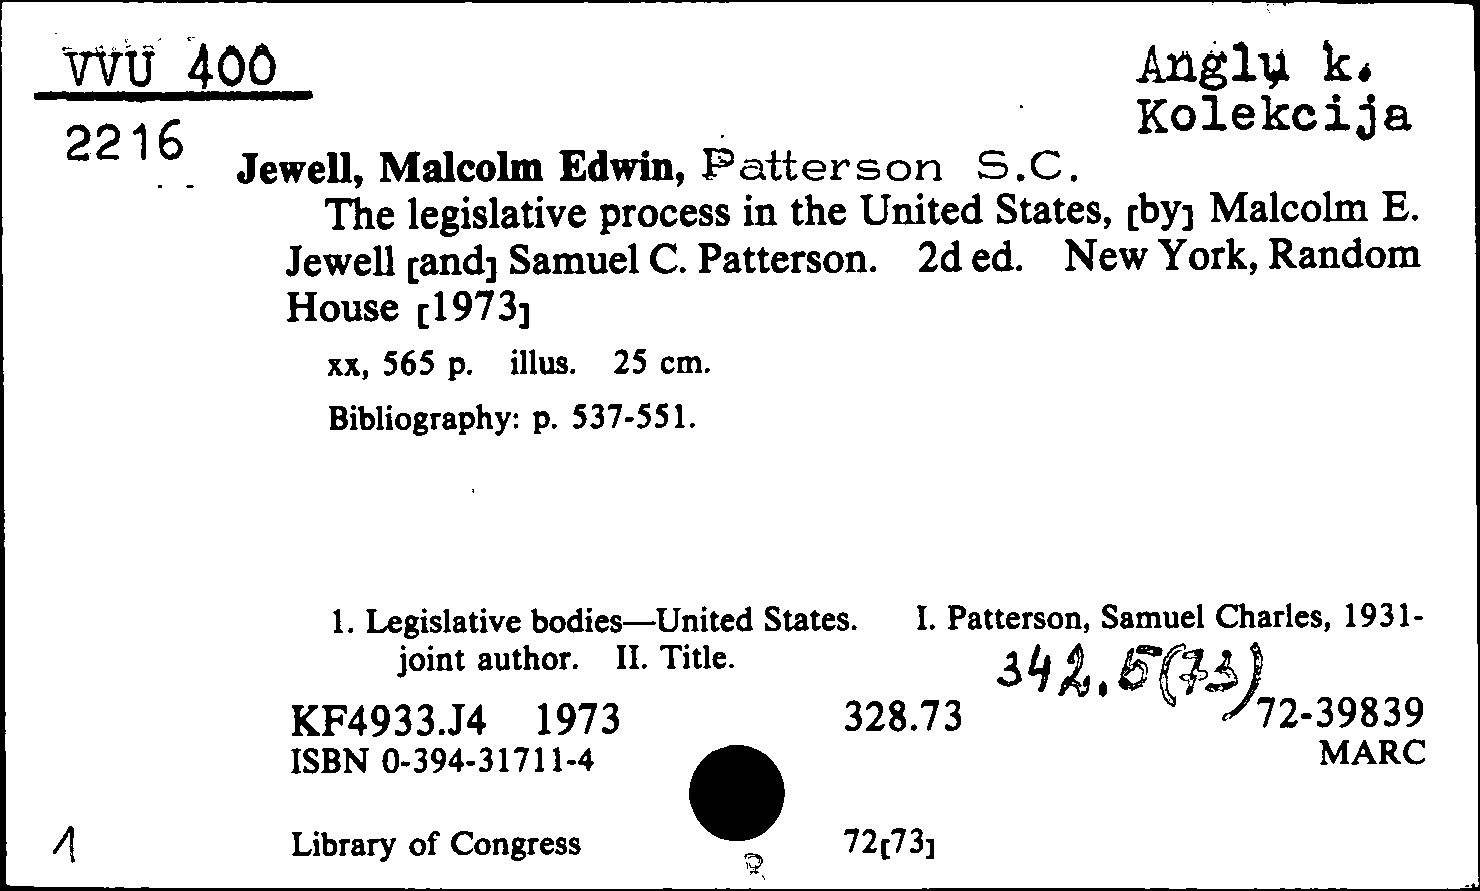 VVU 400
2216
Anglų k.
Kolekcija
Jewell, Malcolm Edwin, Patterson S.C.
The legislative process in the United States, [by] Malcolm E.
Jewell [and] Samuel C. Patterson. 2d ed. New York, Random
House [1973]
xx, 565 p. illus. 25 cm.
Bibliography: p. 537-551.
1. Legislative bodies—United States. I. Patterson, Samuel Charles, 1931-
joint author. II. Title.
342.5(73)
KF4933.J4 1973 328.73 72-39839
ISBN 0-394-31711-4 MARC
1 Library of Congress 72[73]